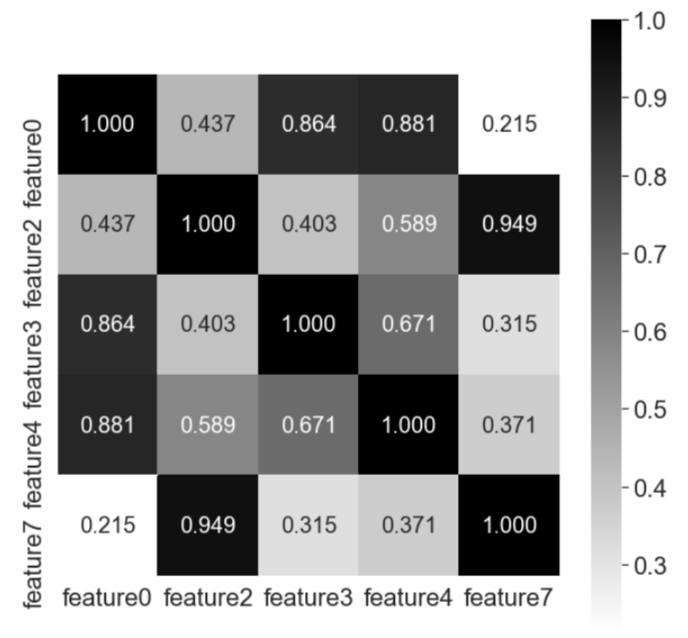 1.0
0.9
0.8
0.7
0.6
0.5
0.4
0.3
feature0 1.000 0.437 0.864 0.881 0.215
feature2 0.437 1.000 0.403 0.589 0.949
feature3 0.864 0.403 1.000 0.671 0.315
feature4 0.881 0.589 0.671 1.000 0.371
feature7 0.215 0.949 0.315 0.371 1.000
feature0 feature2 feature3 feature4 feature7